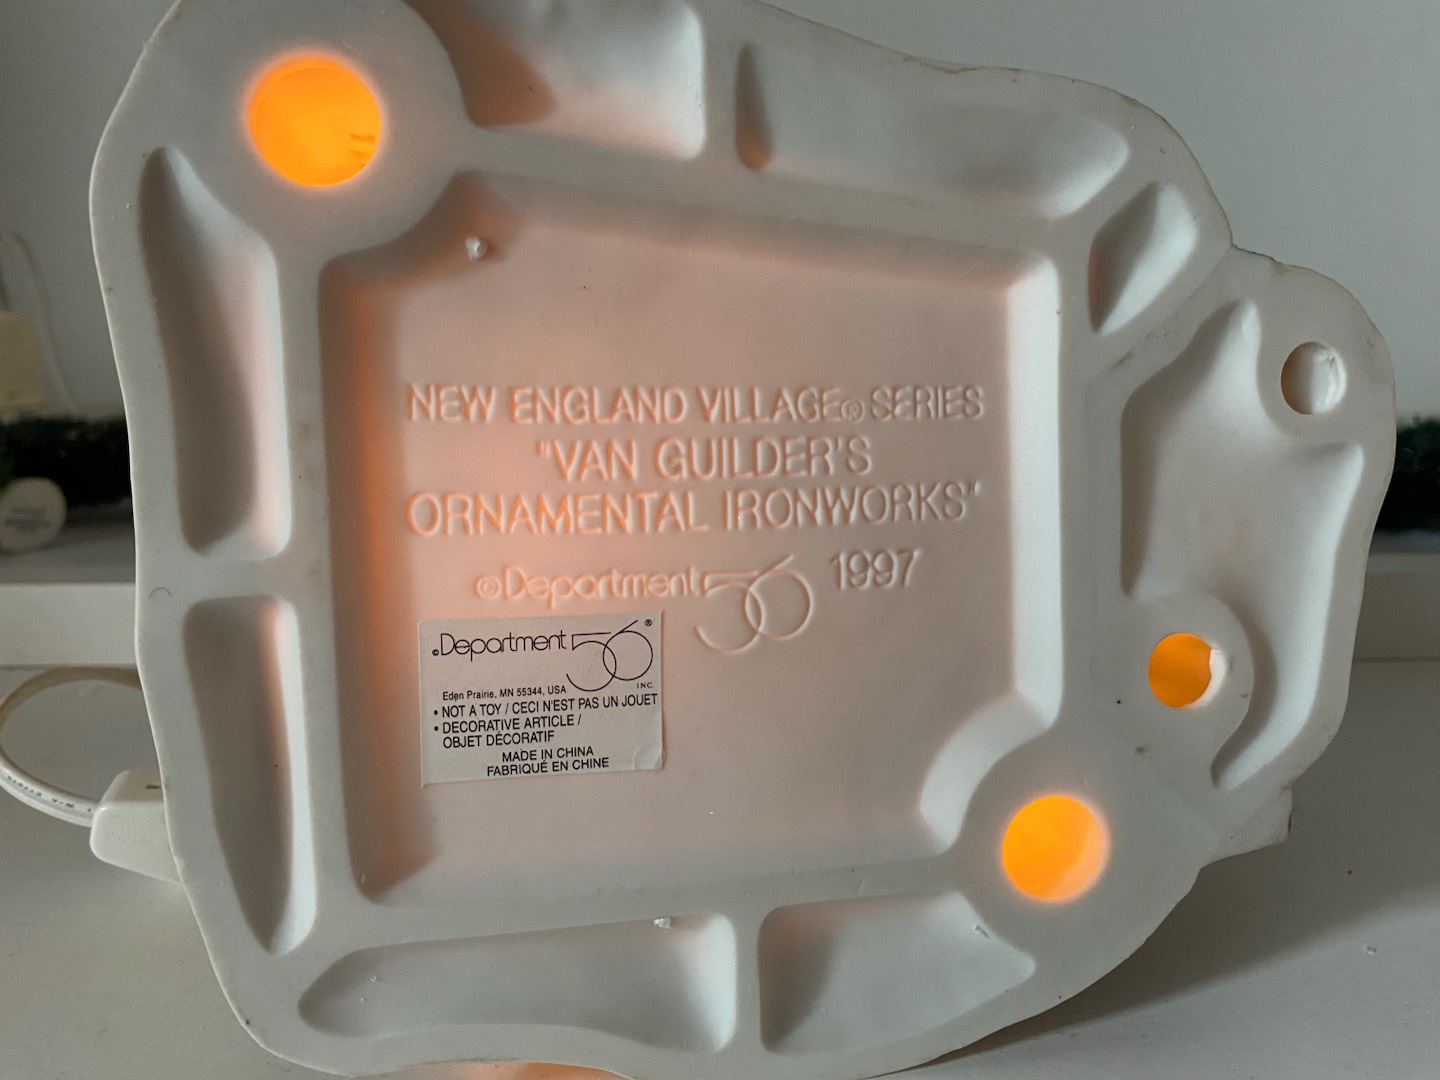 NEW ENGLAND VILLAGE® SERIES
"VAN GUILDER'S
ORNAMENTAL IRONWORKS"
©Department 56 1997
©Department 56®
INC.
Eden Prairie, MN 55344, USA
• NOT A TOY / CECI N'EST PAS UN JOUET
• DECORATIVE ARTICLE /
OBJET DÉCORATIF
MADE IN CHINA
FABRIQUÉ EN CHINE